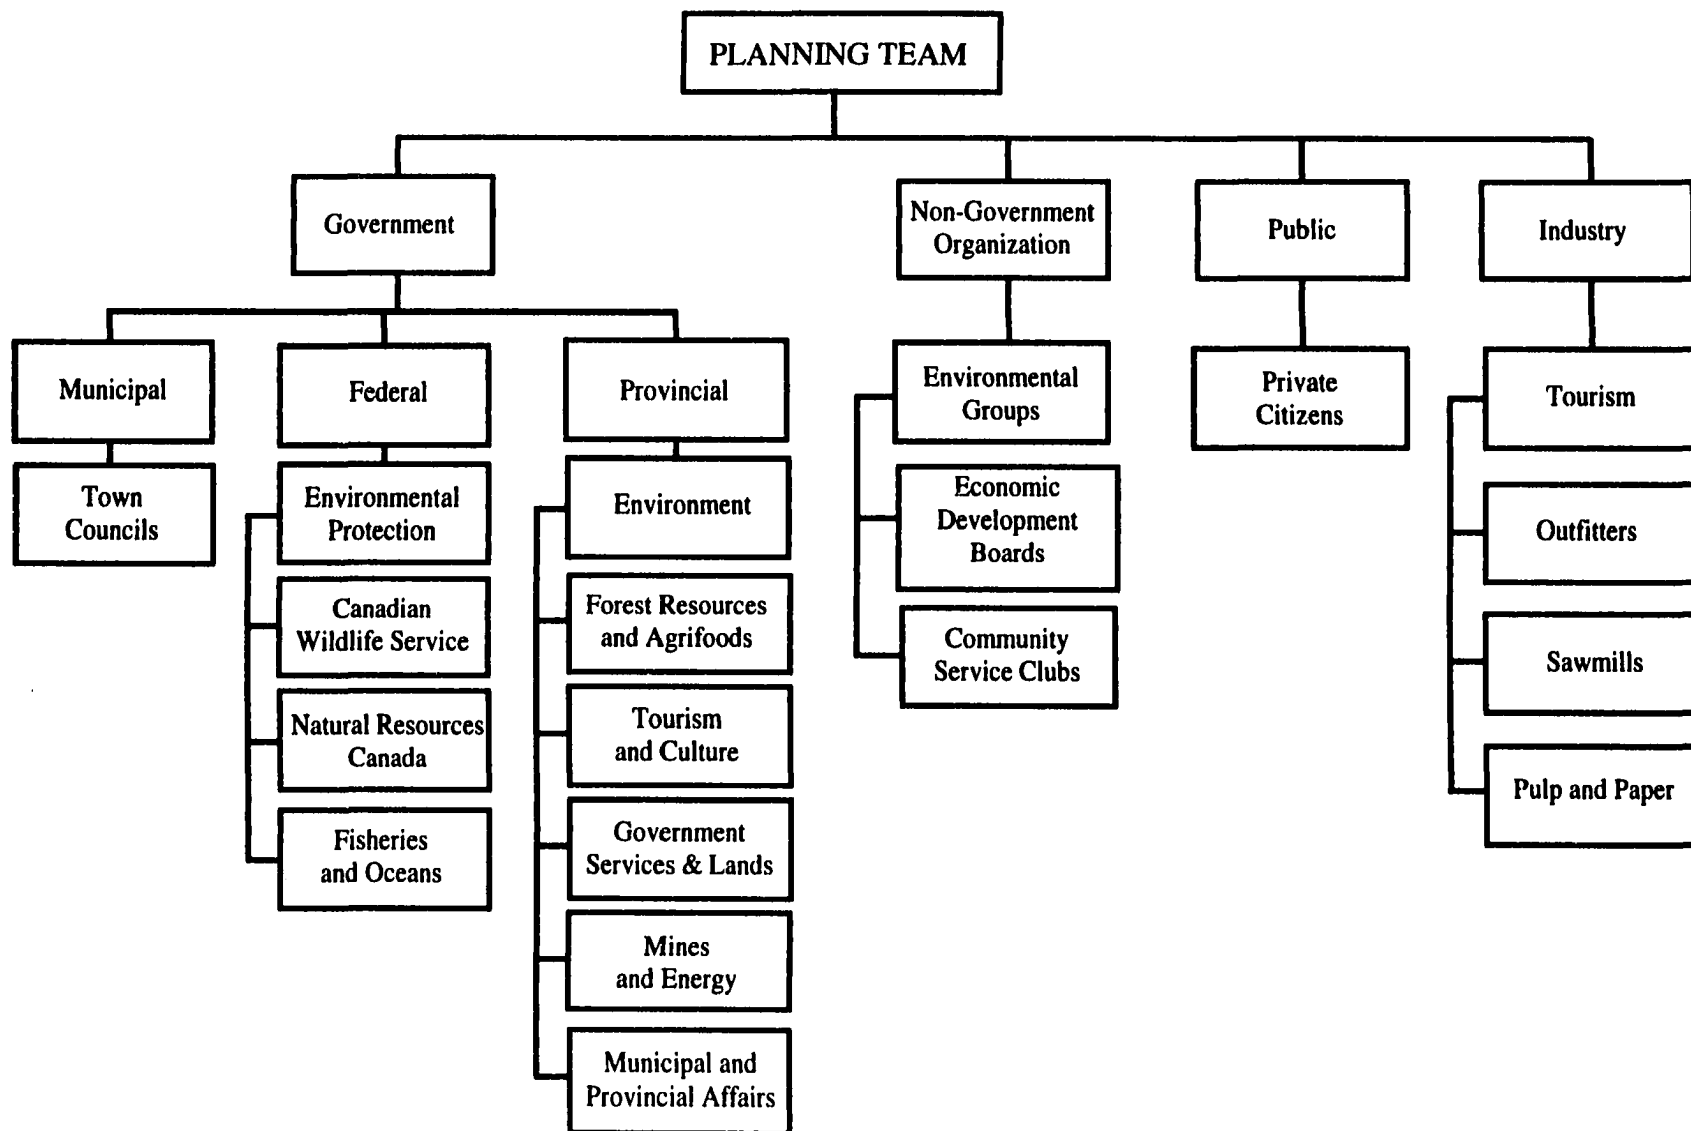 PLANNING TEAM
Government
Non-Government
Organization
Public
Industry
Municipal
Federal
Provincial
Environmental
Groups
Private
Citizens
Tourism
Town
Councils
Environmental
Protection
Environment
Economic
Development
Boards
Outfitters
Canadian
Wildlife Service
Forest Resources
and Agrifoods
Community
Service Clubs
Sawmills
Natural Resources
Canada
Tourism
and Culture
Pulp and Paper
Fisheries
and Oceans
Government
Services & Lands
Mines
and Energy
Municipal and
Provincial Affairs